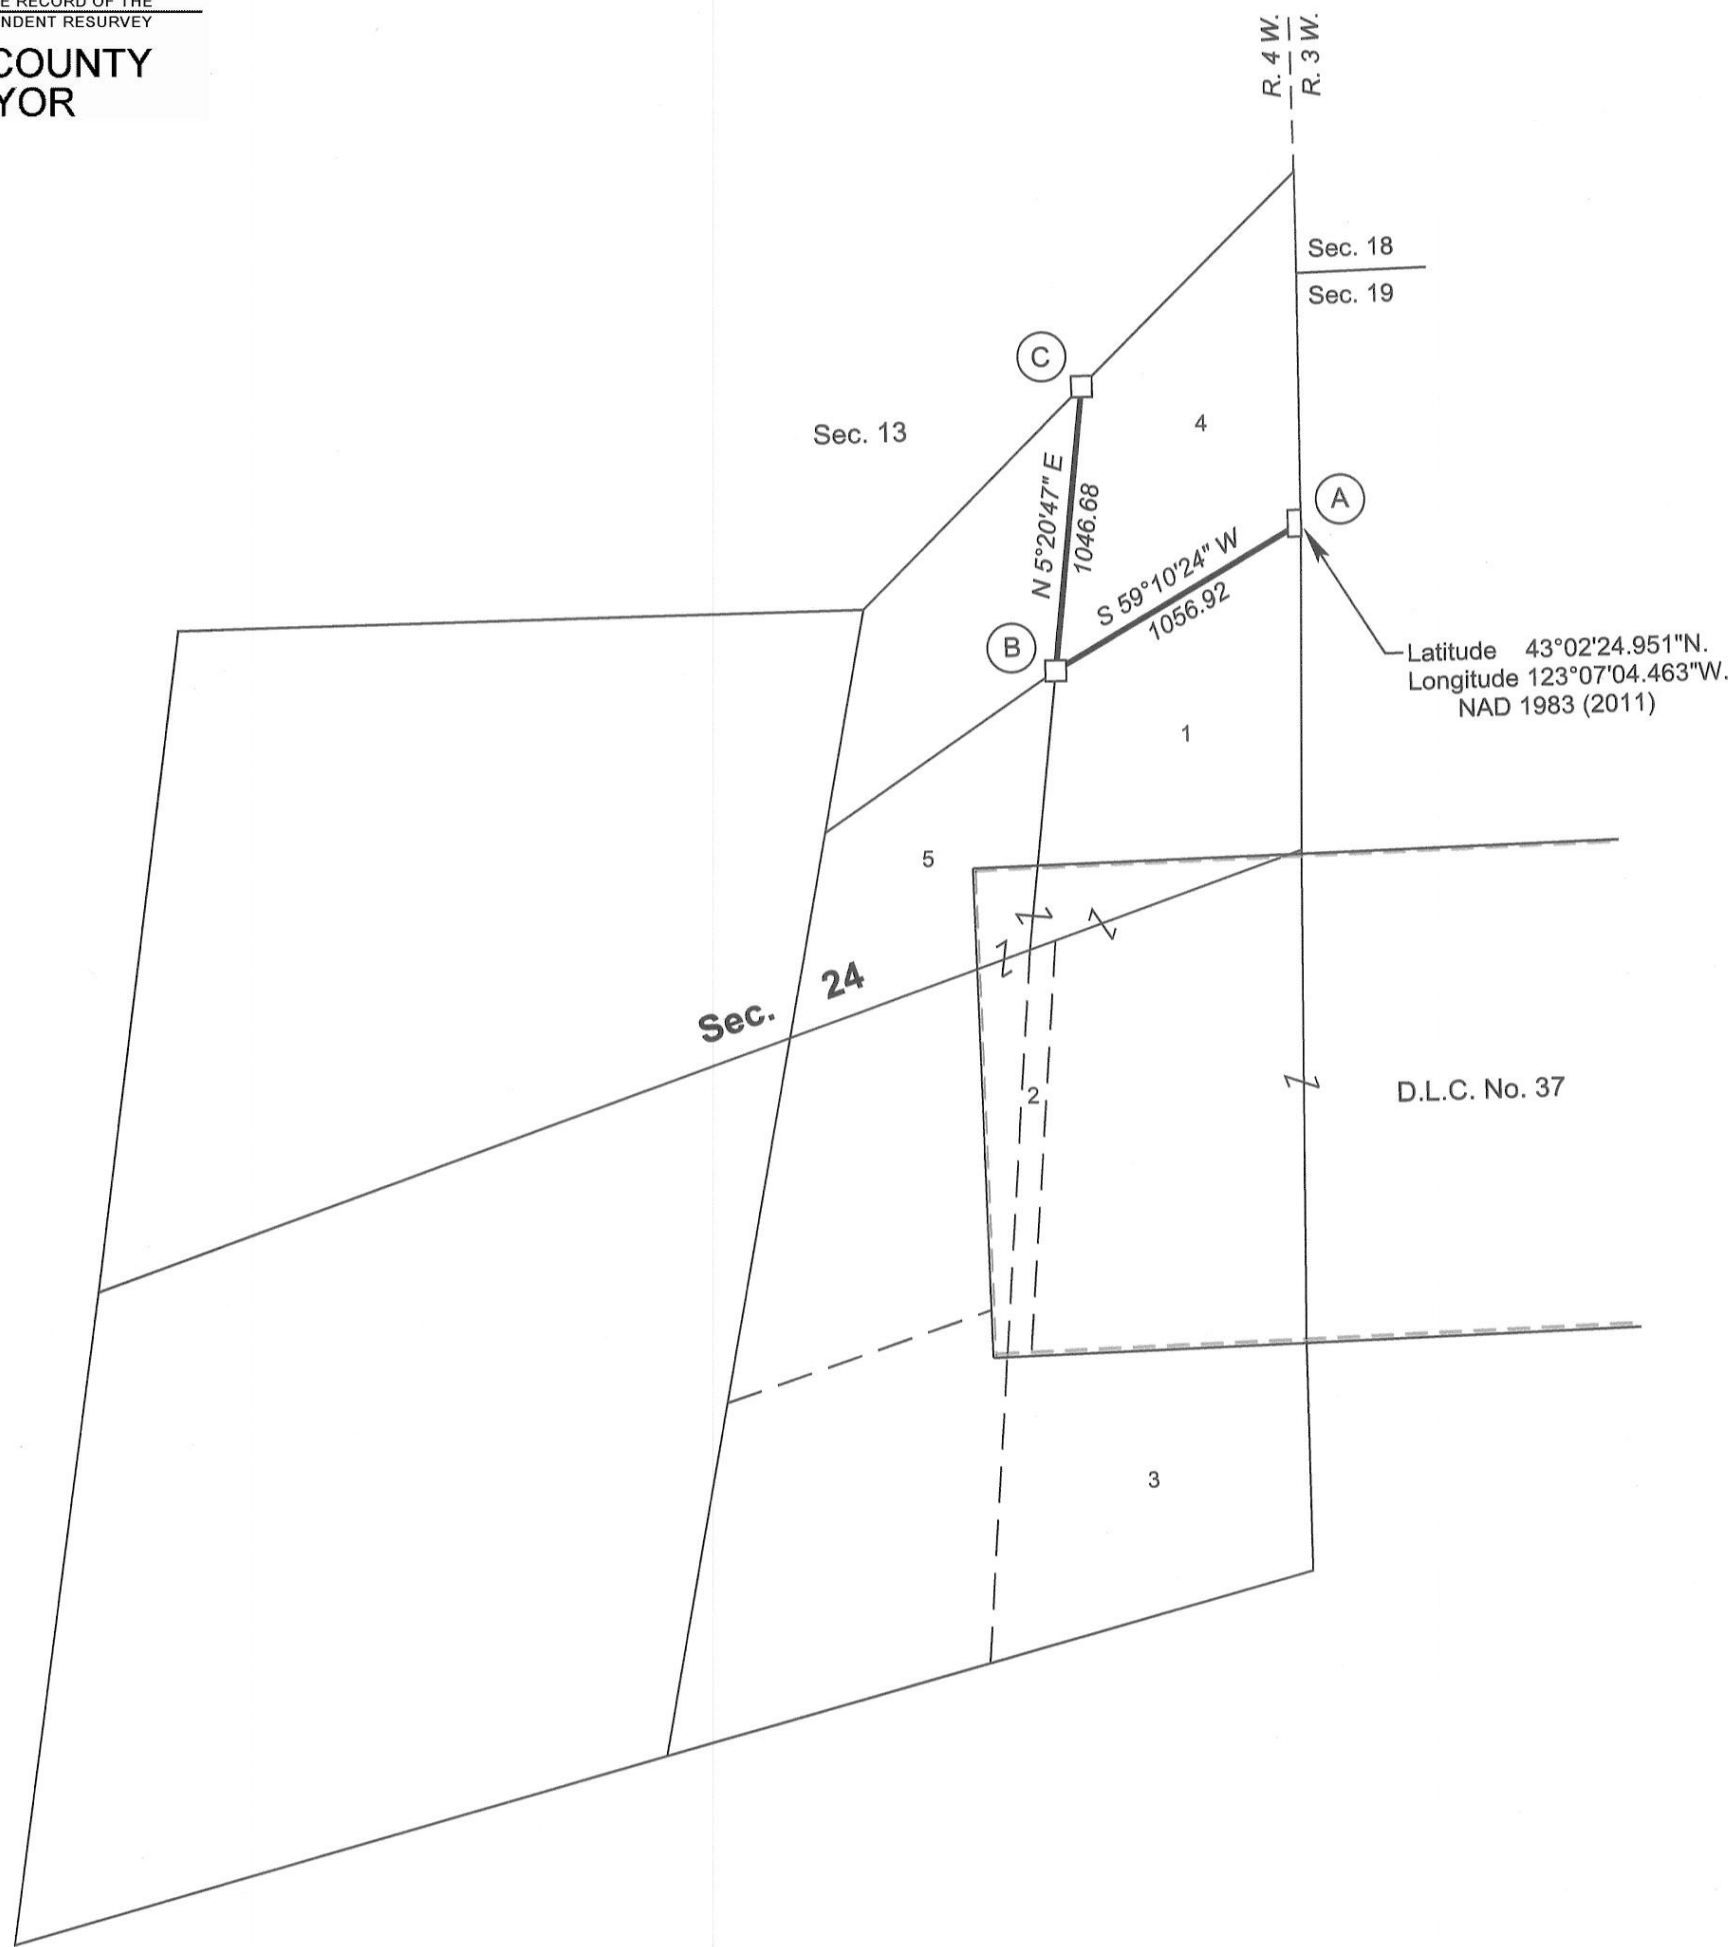 RECORD OF THE
RESURVEY
COUNTY
R. 4 W.
R. 3 W.
Sec. 18
Sec. 19
C
Sec. 13
4
A
N 5°20'47" E
1046.68
S 59°10'24" W
1056.92
B
Latitude 43°02'24.951"N.
Longitude 123°07'04.463"W.
NAD 1983 (2011)
1
5
Sec. 24
2
D.L.C. No. 37
3